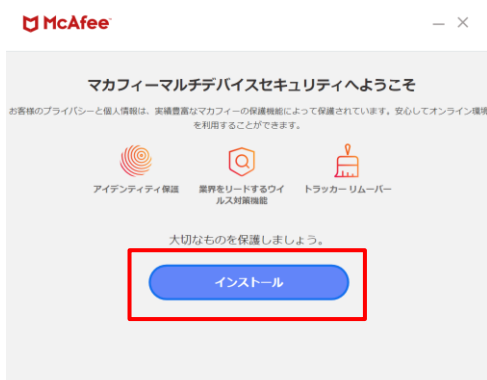 McAfee
マカフィーマルチデバイスセキュリティへようこそ
お客様のプライバシーと個人情報は、実績豊富なマカフィーの保護機能によって保護されています。安心してオンライン環境
を利用することができます。
アイデンティティ保護
業界をリードするウイ
ルス対策機能
トラッカー リムーバー
大切なものを保護しましょう。
インストール